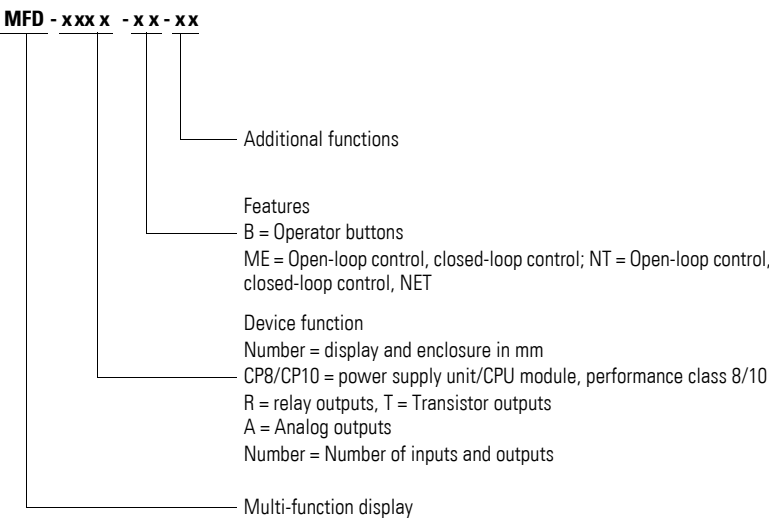 MFD - xxx x - x x - x x
Additional functions
Features
B = Operator buttons
ME = Open-loop control, closed-loop control; NT = Open-loop control,
closed-loop control, NET
Device function
Number = display and enclosure in mm
CP8/CP10 = power supply unit/CPU module, performance class 8/10
R = relay outputs, T = Transistor outputs
A = Analog outputs
Number = Number of inputs and outputs
Multi-function display